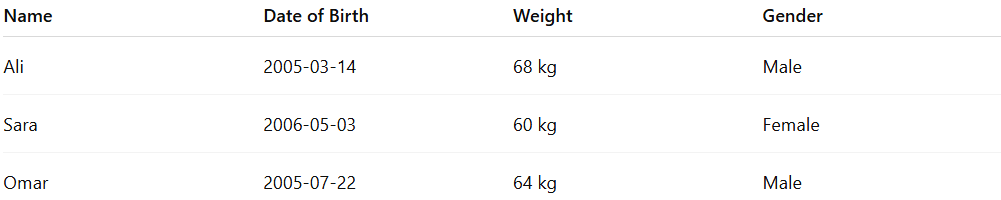 Name Date of Birth Weight Gender
Ali 2005-03-14 68 kg Male
Sara 2006-05-03 60 kg Female
Omar 2005-07-22 64 kg Male